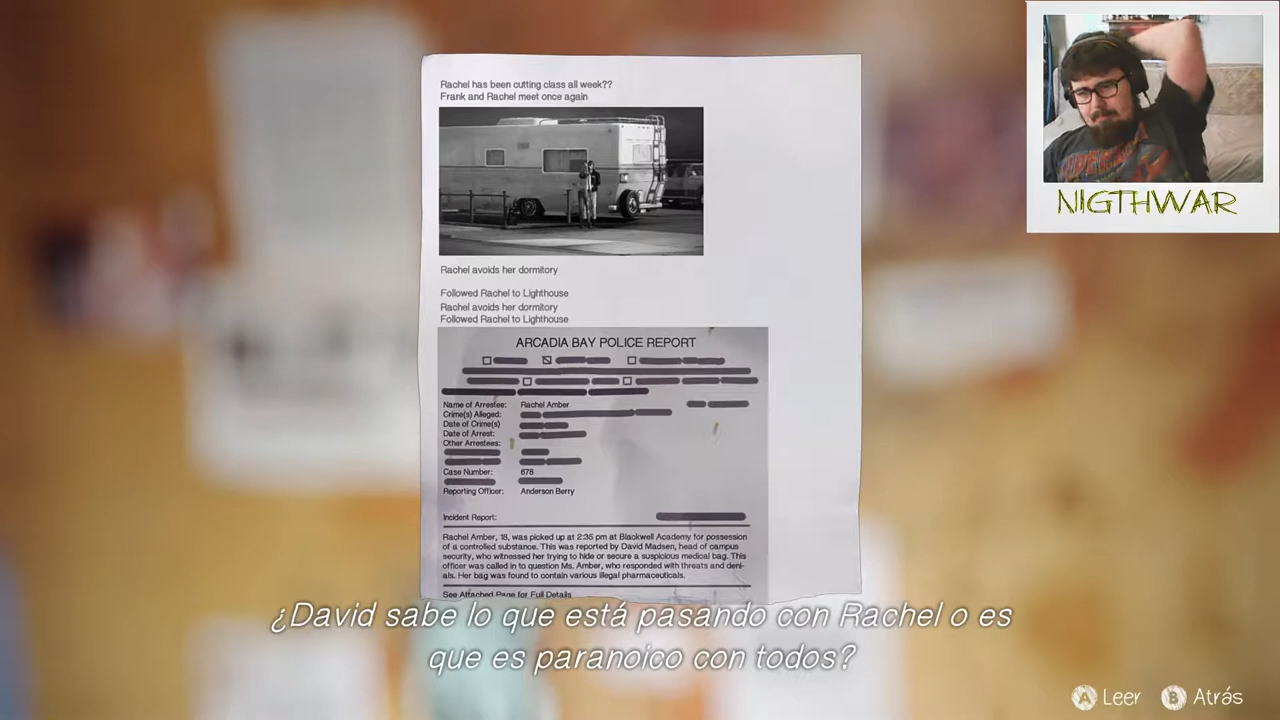 Rachel has been cutting class all week??
Frank and Rachel meet once again
NIGTHWAR
Rachel avoids her dormitory
Followed Rachel to Lighthouse
Rachel avoids her dormitory
Followed Rachel to Lighthouse
ARCADIA BAY POLICE REPORT
Name of Arrestee: Rachel Amber
Crime(s) Alleged:
Date of Crime(s)
Date of Arrest:
Other Arrestees:
Case Number: 678
Reporting Officer: Anderson Berry
Incident Report:
Rachel Amber, 18, was picked up at 2:35 pm at Blackwell Academy for possession
of a controlled substance. This was reported by David Madsen, head of campus
security, who witnessed her trying to hide or secure a suspicious medical bag. This
officer was called in to question Ms. Amber, who responded with threats and deni-
als. Her bag was found to contain various illegal pharmaceuticals.
See Attached Page for Full Details
¿David sabe lo que está pasando con Rachel o es
que es paranoico con todos?
A Leer B Atrás